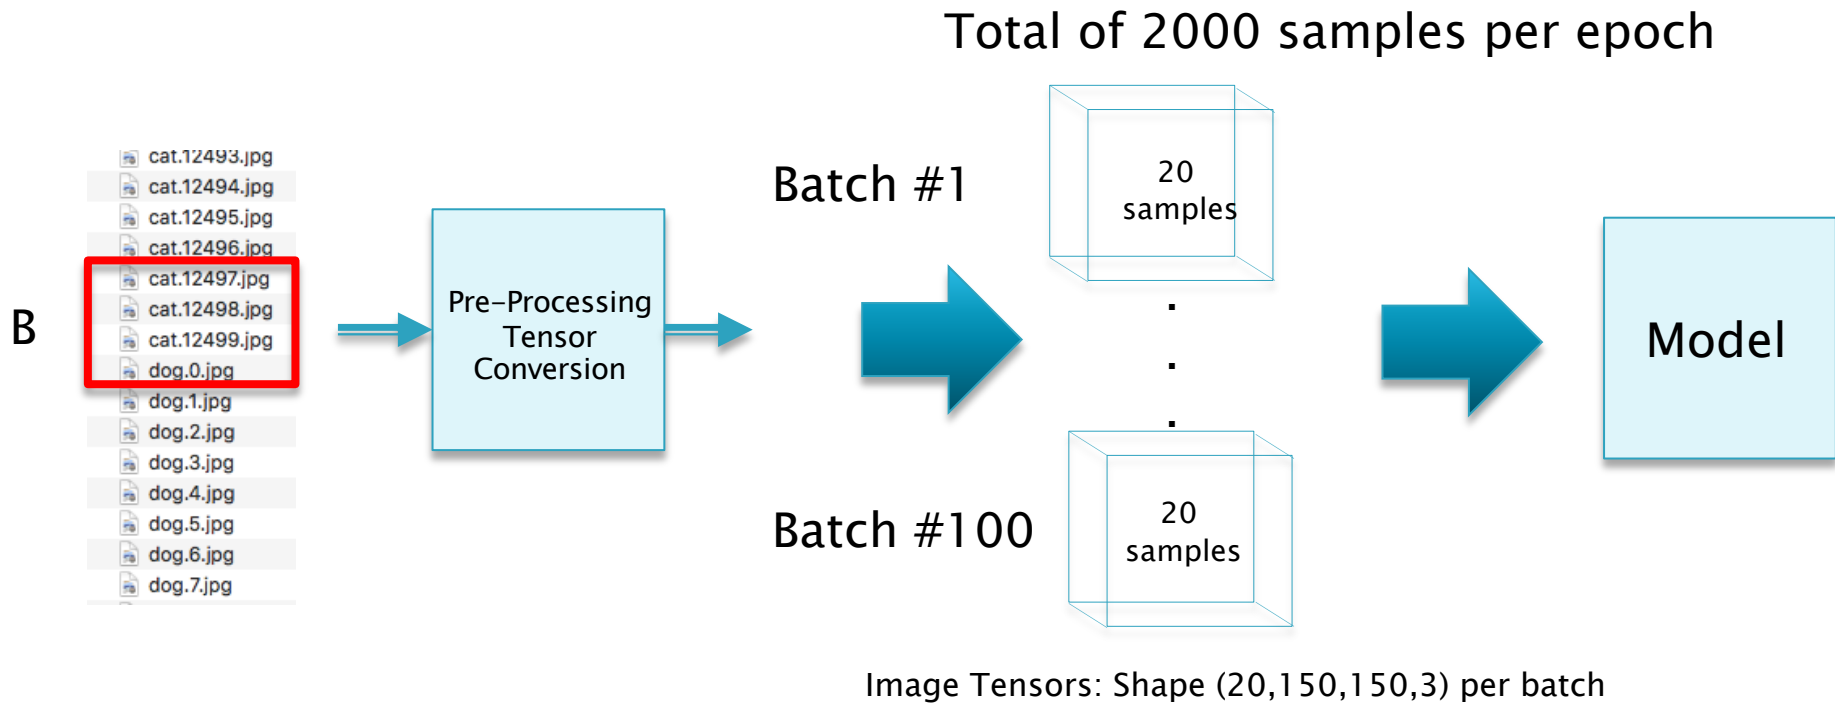 Total of 2000 samples per epoch
cat.12493.jpg
cat.12494.jpg
cat.12495.jpg
cat.12496.jpg
cat.12497.jpg
cat.12498.jpg
cat.12499.jpg
dog.0.jpg
dog.1.jpg
dog.2.jpg
dog.3.jpg
dog.4.jpg
dog.5.jpg
dog.6.jpg
dog.7.jpg
B
Pre-Processing
Tensor
Conversion
Batch #1
20
samples
.
.
.
Batch #100
20
samples
Model
Image Tensors: Shape (20,150,150,3) per batch